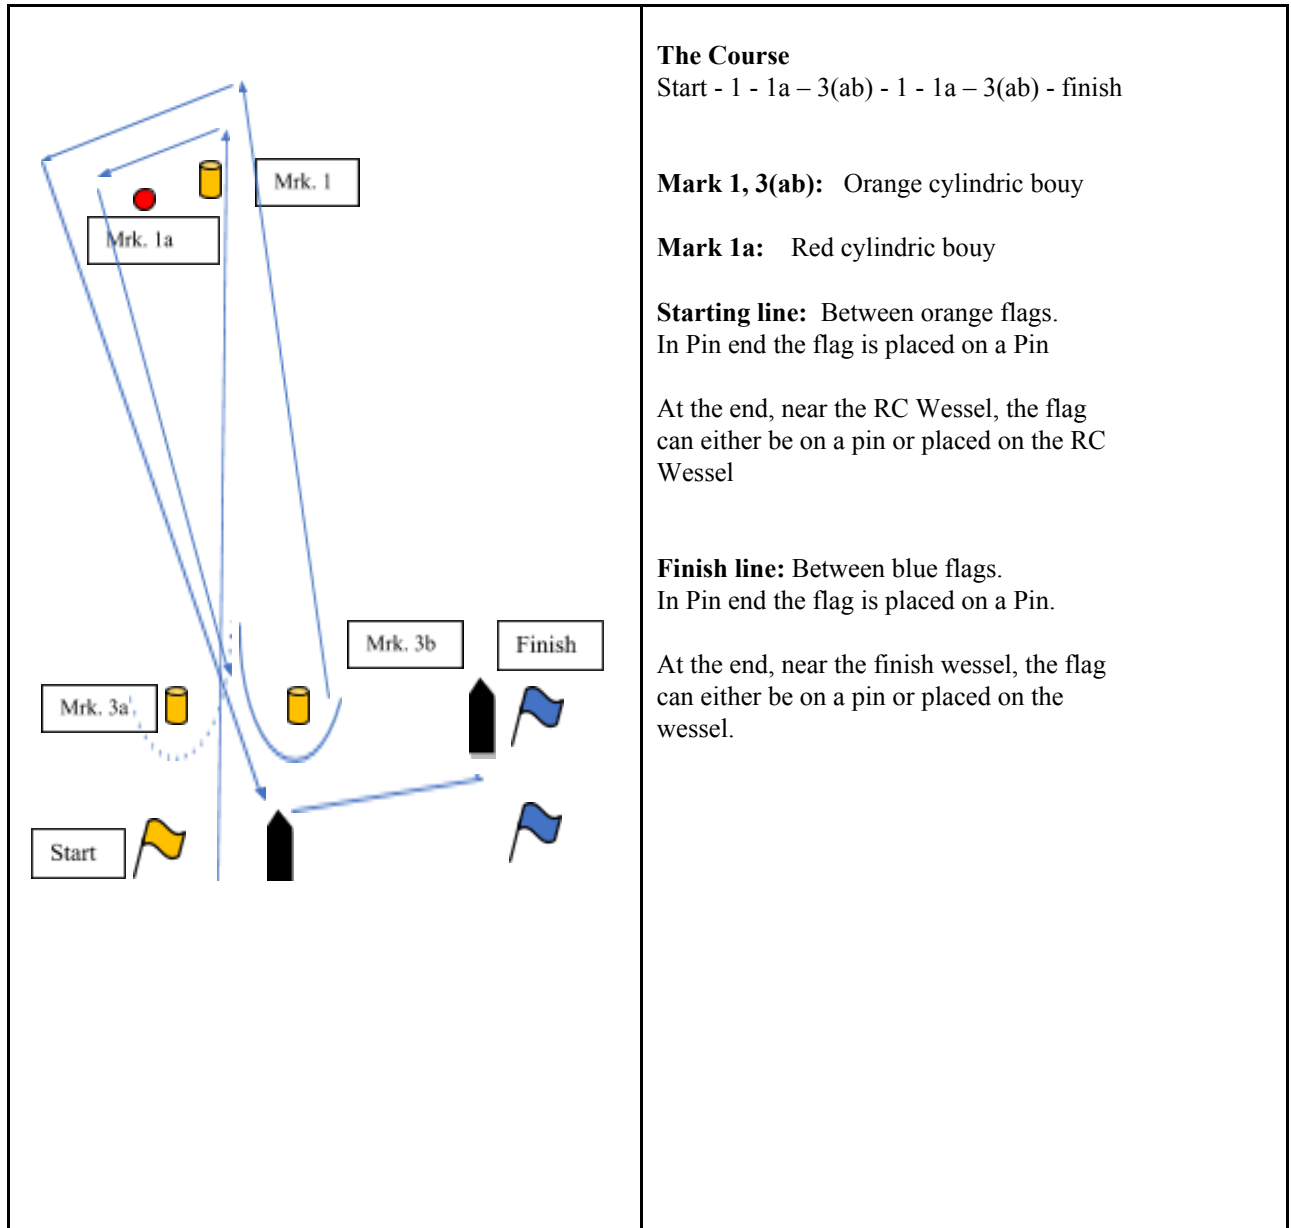 Mrk. 1
Mrk. 1a
Mrk. 3b
Finish
Mrk. 3a
Start
The Course
Start - 1 - 1a – 3(ab) - 1 - 1a – 3(ab) - finish
Mark 1, 3(ab): Orange cylindric bouy
Mark 1a: Red cylindric bouy
Starting line: Between orange flags.
In Pin end the flag is placed on a Pin
At the end, near the RC Wessel, the flag
can either be on a pin or placed on the RC
Wessel
Finish line: Between blue flags.
In Pin end the flag is placed on a Pin.
At the end, near the finish wessel, the flag
can either be on a pin or placed on the
wessel.